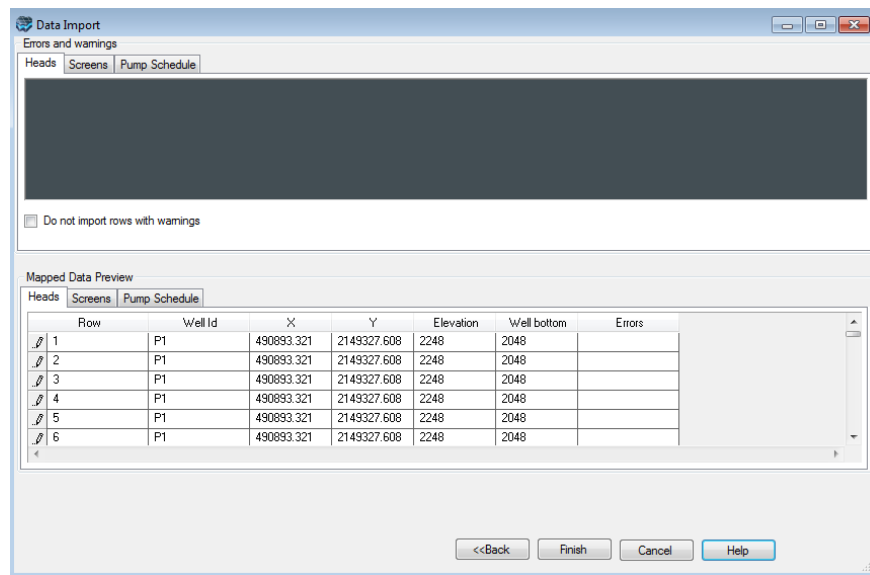 Data Import
Errors and warnings
Heads Screens Pump Schedule
Do not import rows with warnings
Mapped Data Preview
Heads Screens Pump Schedule
Row Well Id X Y Elevation Well bottom Errors
1 P1 490893.321 2149327.608 2248 2048
2 P1 490893.321 2149327.608 2248 2048
3 P1 490893.321 2149327.608 2248 2048
4 P1 490893.321 2149327.608 2248 2048
5 P1 490893.321 2149327.608 2248 2048
6 P1 490893.321 2149327.608 2248 2048
<<Back Finish Cancel Help